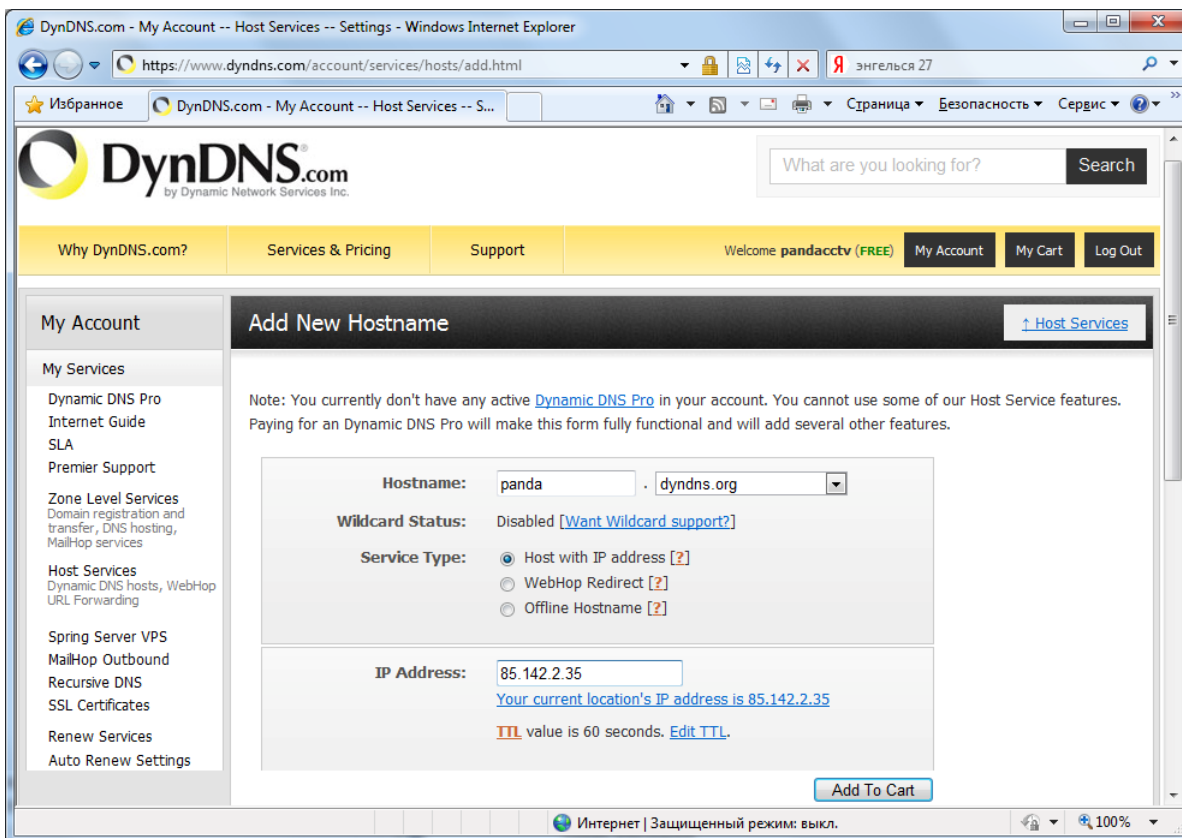 DynDNS.com - My Account -- Host Services -- Settings - Windows Internet Explorer
https://www.dyndns.com/account/services/hosts/add.html
Я энгельса 27
Избранное
DynDNS.com - My Account -- Host Services -- S...
Страница
Безопасность
Сервис
DynDNS.com
by Dynamic Network Services Inc.
What are you looking for?
Search
Why DynDNS.com?
Services & Pricing
Support
Welcome pandacctv (FREE)
My Account
My Cart
Log Out
My Account
My Services
Dynamic DNS Pro
Internet Guide
SLA
Premier Support
Zone Level Services
Domain registration and
transfer, DNS hosting,
MailHop services
Host Services
Dynamic DNS hosts, WebHop
URL Forwarding
Spring Server VPS
MailHop Outbound
Recursive DNS
SSL Certificates
Renew Services
Auto Renew Settings
Add New Hostname
↑ Host Services
Note: You currently don't have any active Dynamic DNS Pro in your account. You cannot use some of our Host Service features.
Paying for an Dynamic DNS Pro will make this form fully functional and will add several other features.
Hostname: panda . dyndns.org
Wildcard Status: Disabled [Want Wildcard support?]
Service Type: Host with IP address [?]
WebHop Redirect [?]
Offline Hostname [?]
IP Address: 85.142.2.35
Your current location's IP address is 85.142.2.35
TTL value is 60 seconds. Edit TTL.
Add To Cart
Интернет | Защищенный режим: выкл.
100%